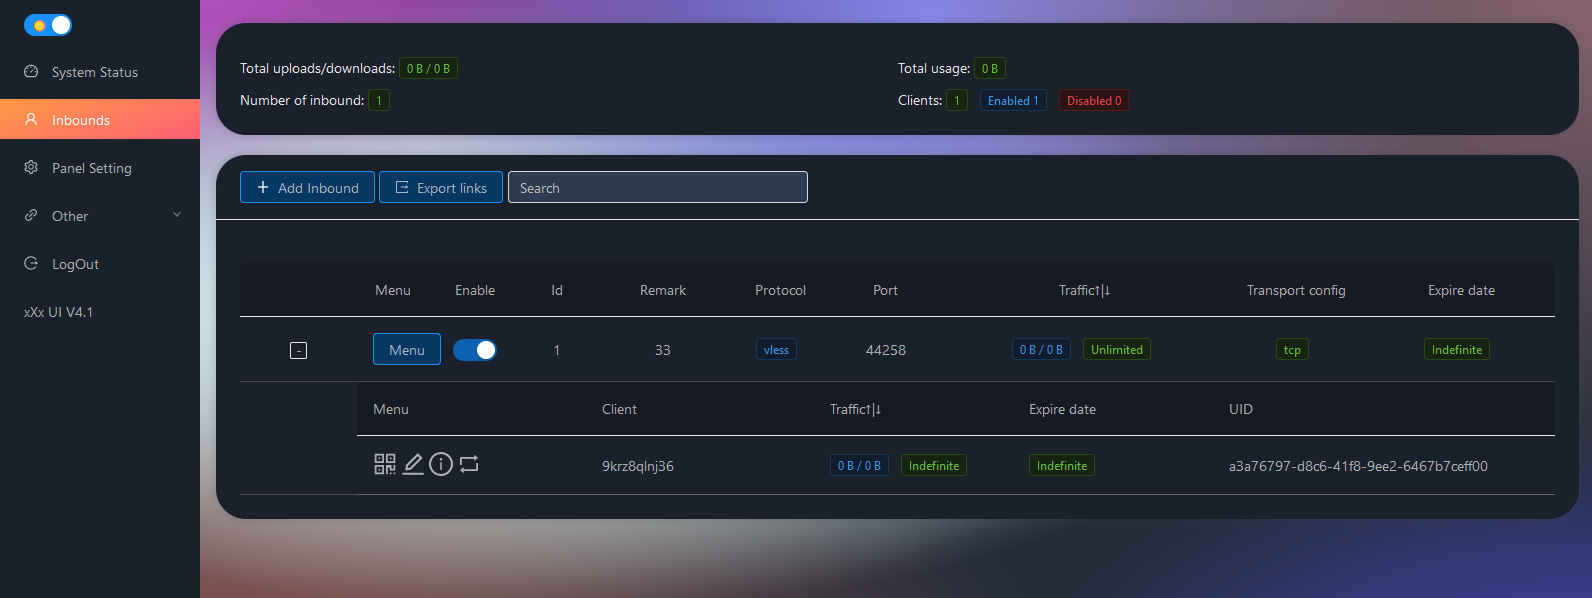 System Status
Inbounds
Panel Setting
Other
LogOut
xXx UI V4.1
Total uploads/downloads: 0 B / 0 B
Total usage: 0 B
Number of inbound: 1
Clients: 1 Enabled 1 Disabled 0
+ Add Inbound Export links Search
Menu Enable Id Remark Protocol Port Traffic↑|↓ Transport config Expire date
- Menu 1 33 vless 44258 0 B / 0 B Unlimited tcp Indefinite
Menu Client Traffic↑|↓ Expire date UID
9krz8qlnj36 0 B / 0 B Indefinite Indefinite a3a76797-d8c6-41f8-9ee2-6467b7ceff00